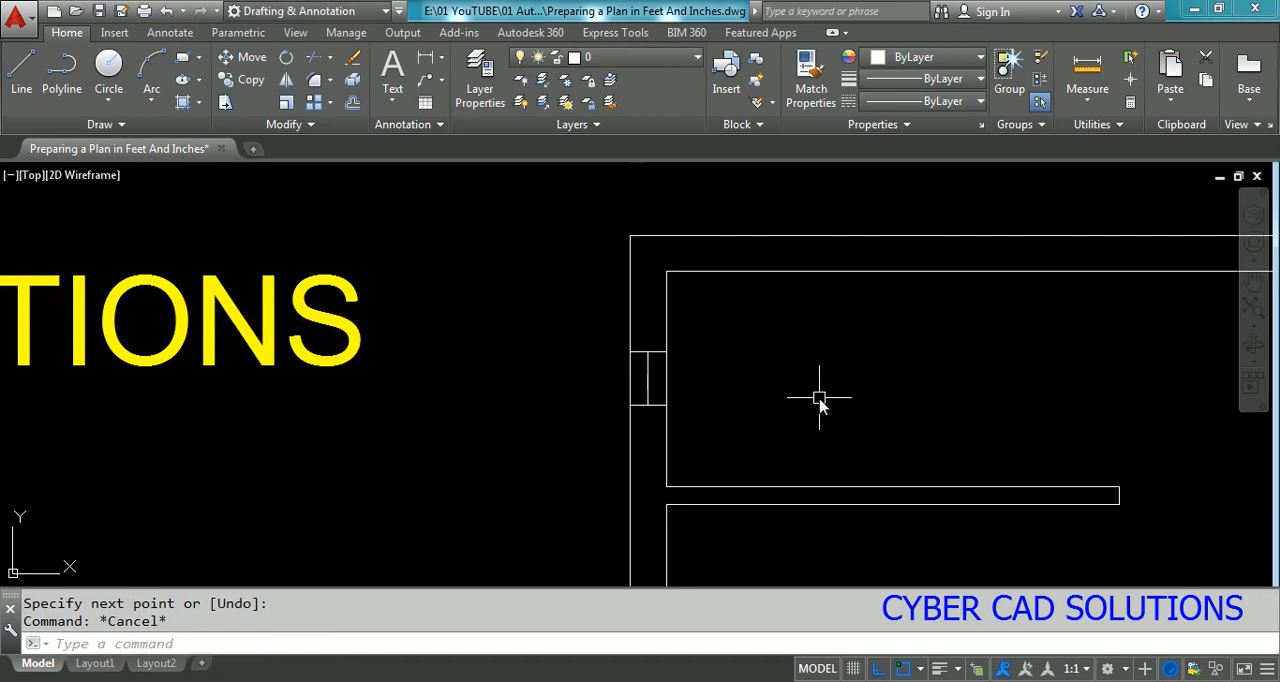 Drafting & Annotation
E:\01 YouTUBE\01 Aut...\Preparing a Plan in Feet And Inches.dwg
Type a keyword or phrase
Sign In
Home Insert Annotate Parametric View Manage Output Add-ins Autodesk 360 Express Tools BIM 360 Featured Apps
Line Polyline Circle Arc
Move
Copy
Text
Layer Properties
0
Insert
Match Properties
ByLayer
ByLayer
ByLayer
Group
Measure
Paste
Base
Draw Modify Annotation Layers Block Properties Groups Utilities Clipboard View
Preparing a Plan in Feet And Inches*
[−][Top][2D Wireframe]
TIONS
Y
X
Specify next point or [Undo]:
Command: *Cancel*
Type a command
CYBER CAD SOLUTIONS
Model Layout1 Layout2 +
MODEL 1:1